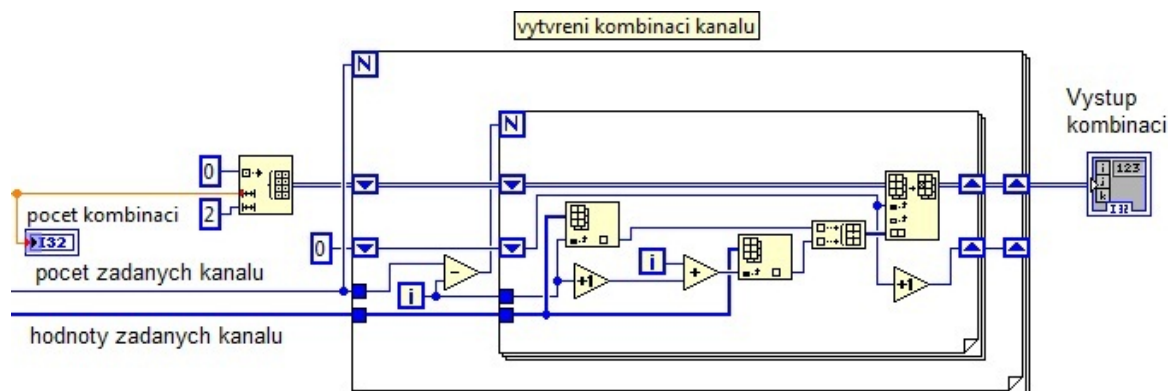 vytvreni kombinaci kanalu
N
N
Vystup
kombinaci
0
2
i 123
j
k
I32
pocet kombinaci
I32
0
pocet zadanych kanalu
-
i
+1
i
+
+1
hodnoty zadanych kanalu